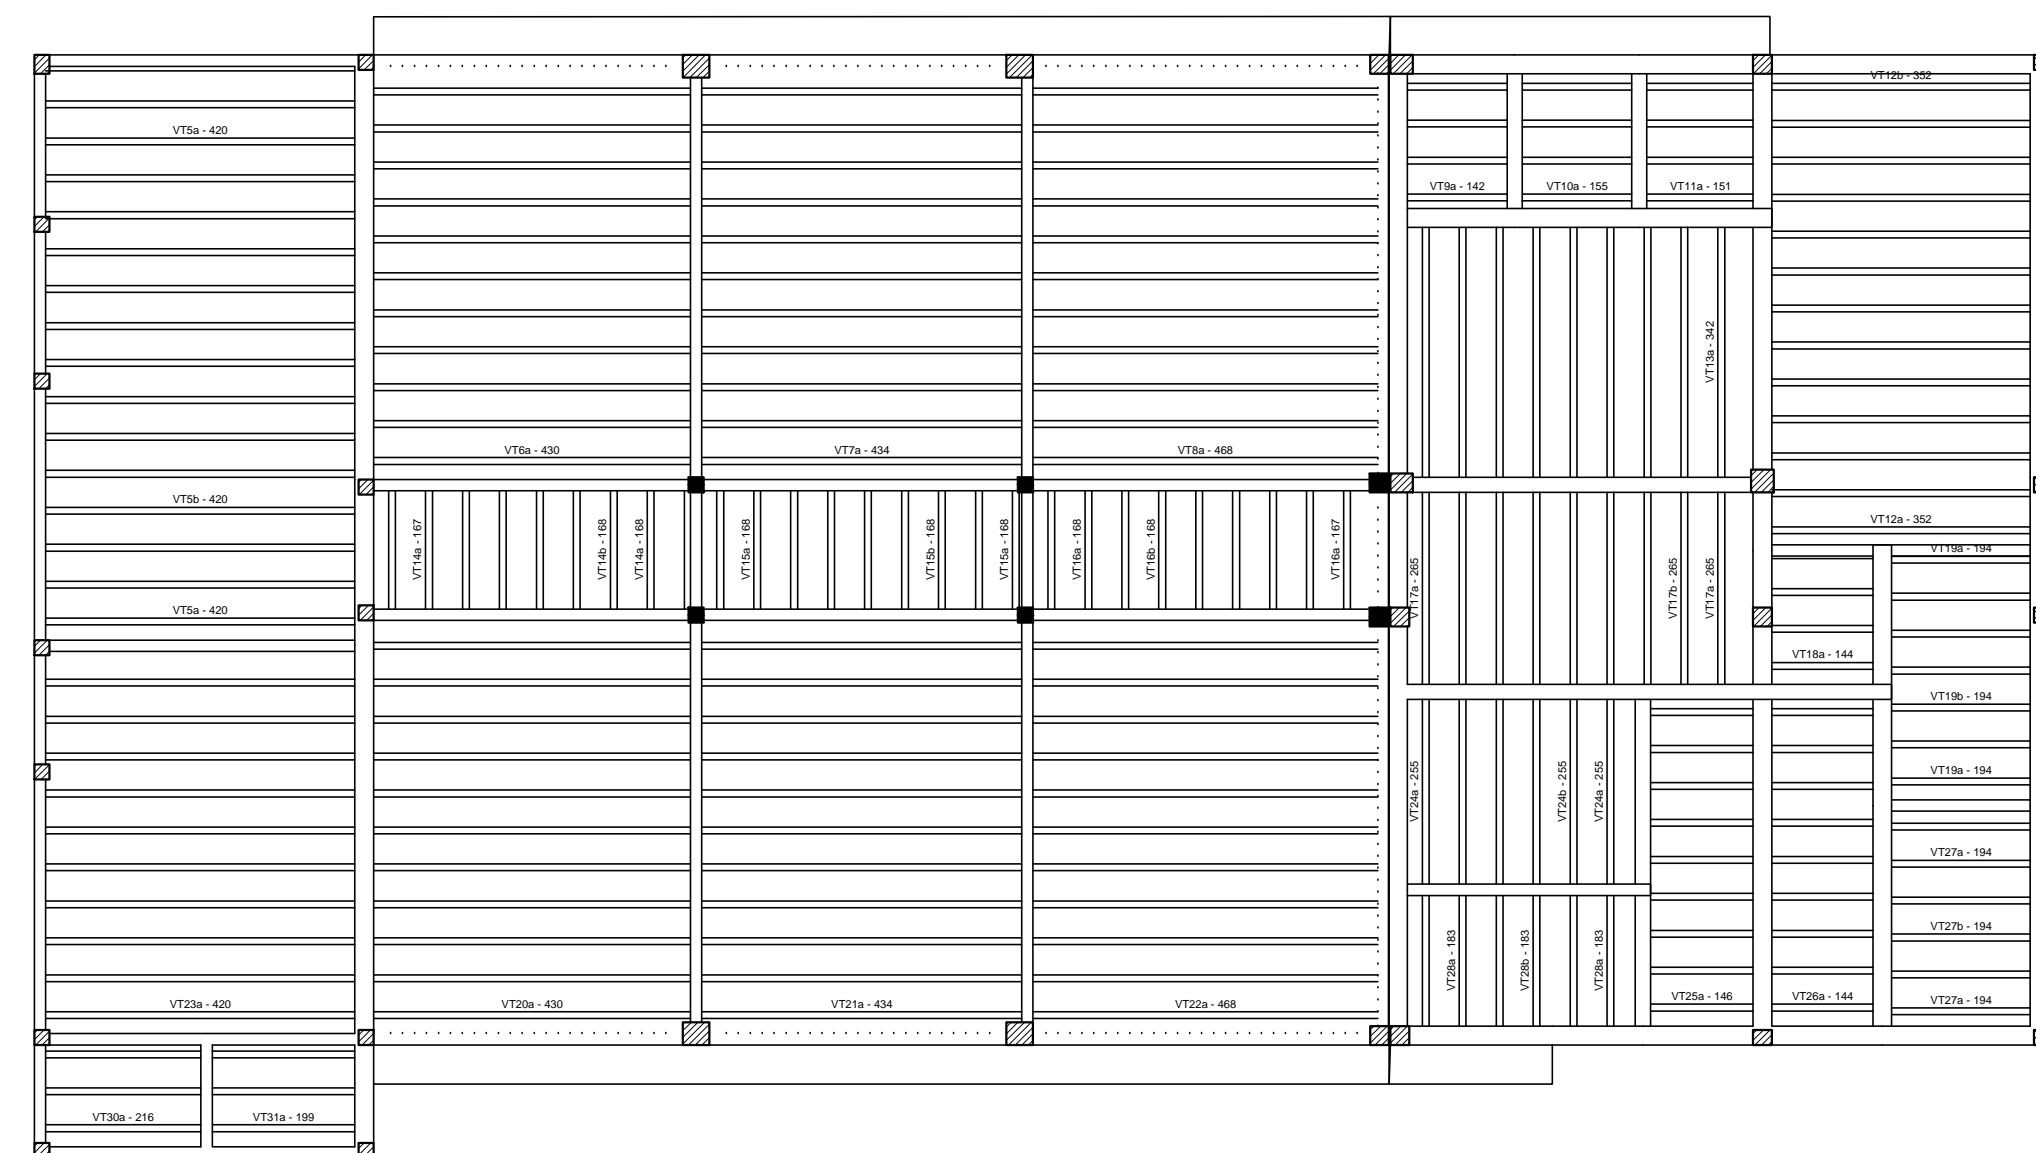 VT12b - 352
VT5a - 420
VT9a - 142
VT10a - 155
VT11a - 151
VT13a - 342
VT6a - 430
VT7a - 434
VT8a - 468
VT5b - 420
VT12a - 352
VT14a - 167
VT14b - 168
VT14a - 168
VT15a - 168
VT15b - 168
VT15a - 168
VT16a - 168
VT16b - 168
VT16a - 167
VT19a - 194
VT17a - 265
VT17b - 265
VT17a - 265
VT5a - 420
VT18a - 144
VT19b - 194
VT19a - 194
VT24a - 255
VT24b - 255
VT24a - 255
VT27a - 194
VT27b - 194
VT28a - 183
VT28b - 183
VT28a - 183
VT23a - 420
VT20a - 430
VT21a - 434
VT22a - 468
VT25a - 146
VT26a - 144
VT27a - 194
VT30a - 216
VT31a - 199